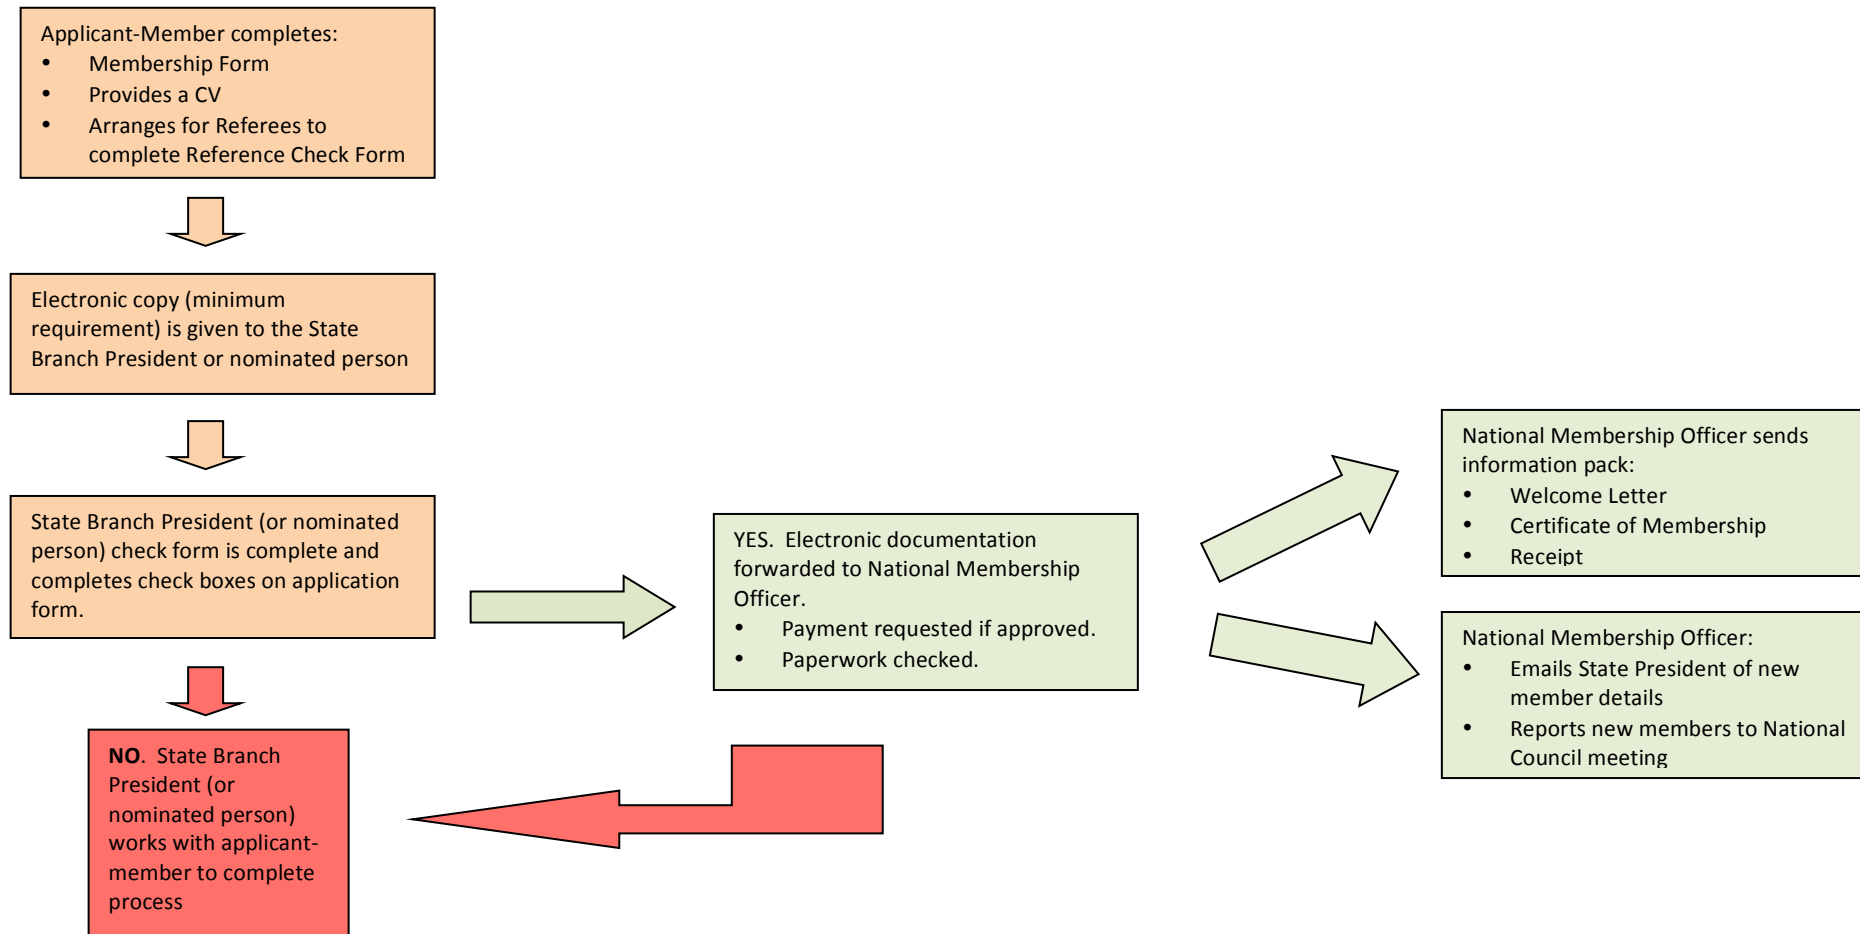 Applicant-Member completes:
• Membership Form
• Provides a CV
• Arranges for Referees to
complete Reference Check Form
Electronic copy (minimum
requirement) is given to the State
Branch President or nominated person
State Branch President (or nominated
person) check form is complete and
completes check boxes on application
form.
NO. State Branch
President (or
nominated person)
works with applicant-
member to complete
process
YES. Electronic documentation
forwarded to National Membership
Officer.
• Payment requested if approved.
• Paperwork checked.
National Membership Officer sends
information pack:
• Welcome Letter
• Certificate of Membership
• Receipt
National Membership Officer:
• Emails State President of new
member details
• Reports new members to National
Council meeting